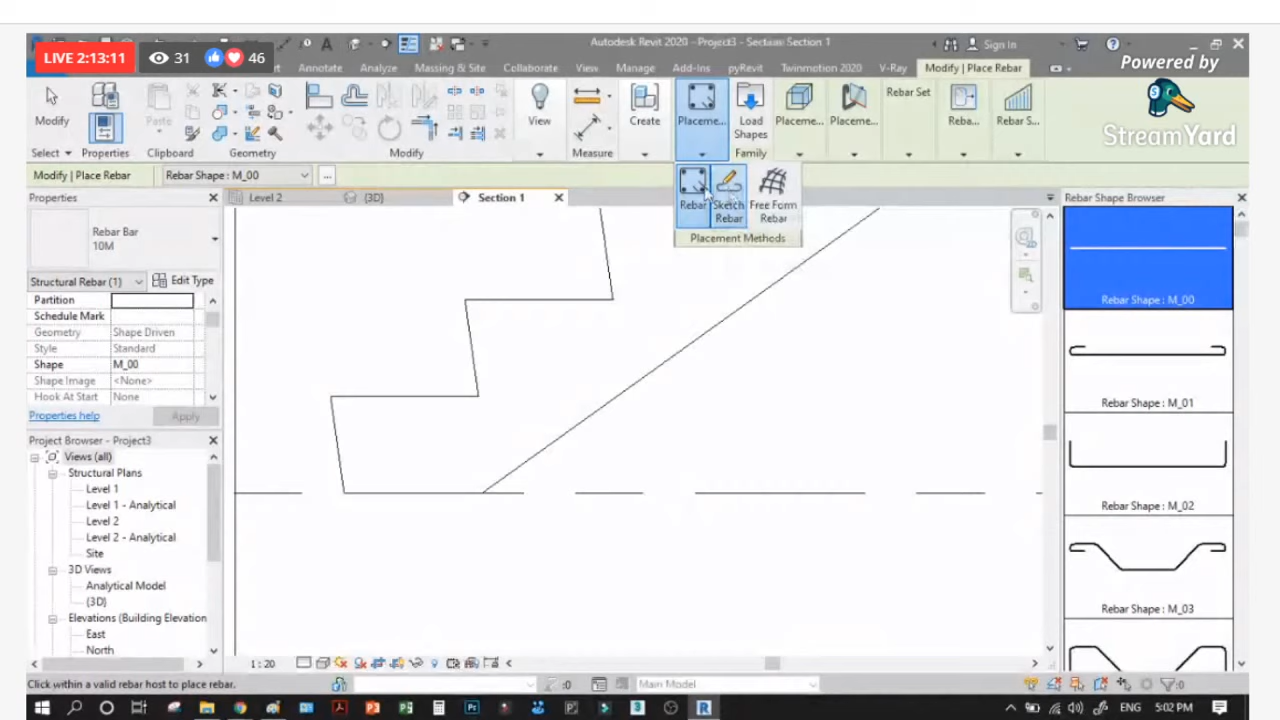 LIVE 2:13:11
31
46
Autodesk Revit 2020 - Project3 - Section: Section 1
Sign In
Powered by
StreamYard
Annotate
Analyze
Massing & Site
Collaborate
View
Manage
Add-Ins
pyRevit
Twinmotion 2020
V-Ray
Modify | Place Rebar
Modify
Properties
Paste
View
Create
Placeme...
Load
Shapes
Placeme...
Placeme...
Rebar Set
Reba...
Rebar S...
Select
Properties
Clipboard
Geometry
Modify
Measure
Family
Modify | Place Rebar
Rebar Shape : M_00
...
Rebar
Sketch
Rebar
Free Form
Rebar
Placement Methods
Properties
Level 2
{3D}
Section 1
Rebar Shape Browser
Rebar Bar
10M
Structural Rebar (1)
Edit Type
Partition
Schedule Mark
Geometry Shape Driven
Style Standard
Shape M_00
Shape Image <None>
Hook At Start None
Properties help
Apply
Project Browser - Project3
Views (all)
Structural Plans
Level 1
Level 1 - Analytical
Level 2
Level 2 - Analytical
Site
3D Views
Analytical Model
{3D}
Elevations (Building Elevation
East
North
Rebar Shape : M_00
Rebar Shape : M_01
Rebar Shape : M_02
Rebar Shape : M_03
1 : 20
Click within a valid rebar host to place rebar.
:0
Main Model
:0
ENG
5:02 PM